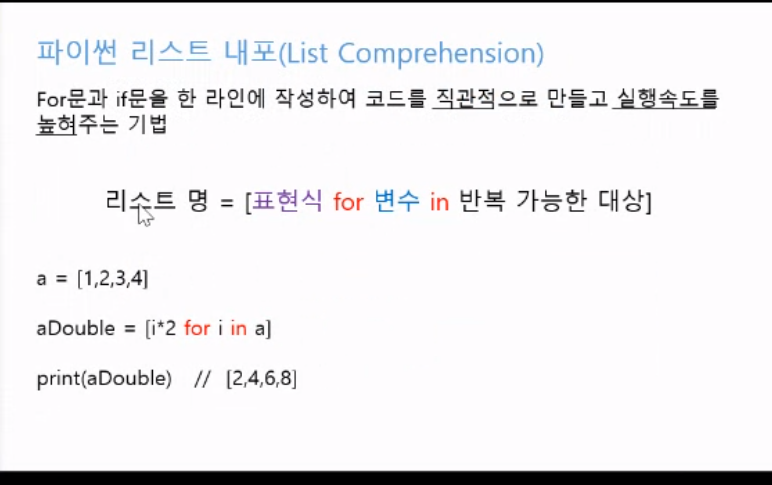 파이썬 리스트 내포(List Comprehension)
For문과 if문을 한 라인에 작성하여 코드를 직관적으로 만들고 실행속도를
높혀주는 기법
리스트 명 = [표현식 for 변수 in 반복 가능한 대상]
a = [1,2,3,4]
aDouble = [i*2 for i in a]
print(aDouble) // [2,4,6,8]